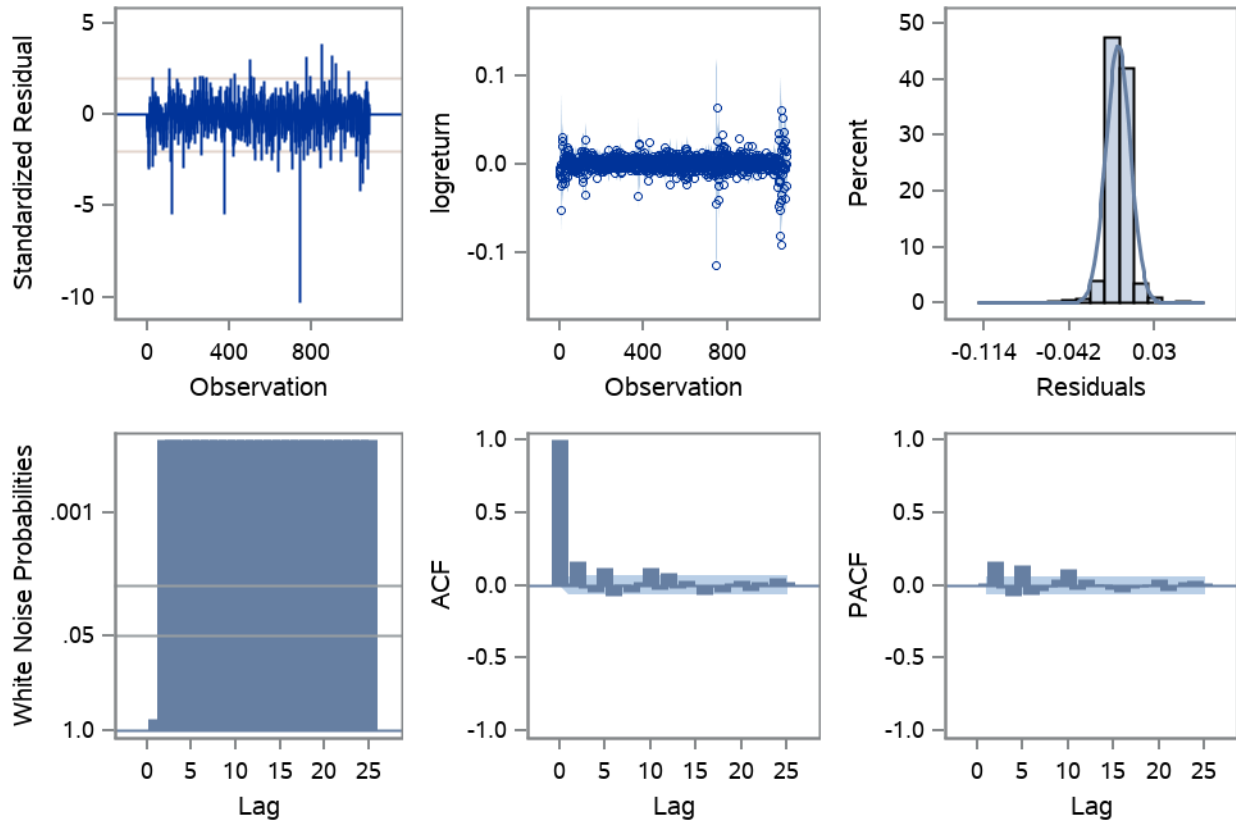 Standardized Residual
5
0
-5
-10
0 400 800
Observation
logreturn
0.1
0.0
-0.1
0 400 800
Observation
Percent
50
40
30
20
10
0
-0.114 -0.042 0.03
Residuals
White Noise Probabilities
.001
.05
1.0
0 5 10 15 20 25
Lag
ACF
1.0
0.5
0.0
-0.5
-1.0
0 5 10 15 20 25
Lag
PACF
1.0
0.5
0.0
-0.5
-1.0
0 5 10 15 20 25
Lag